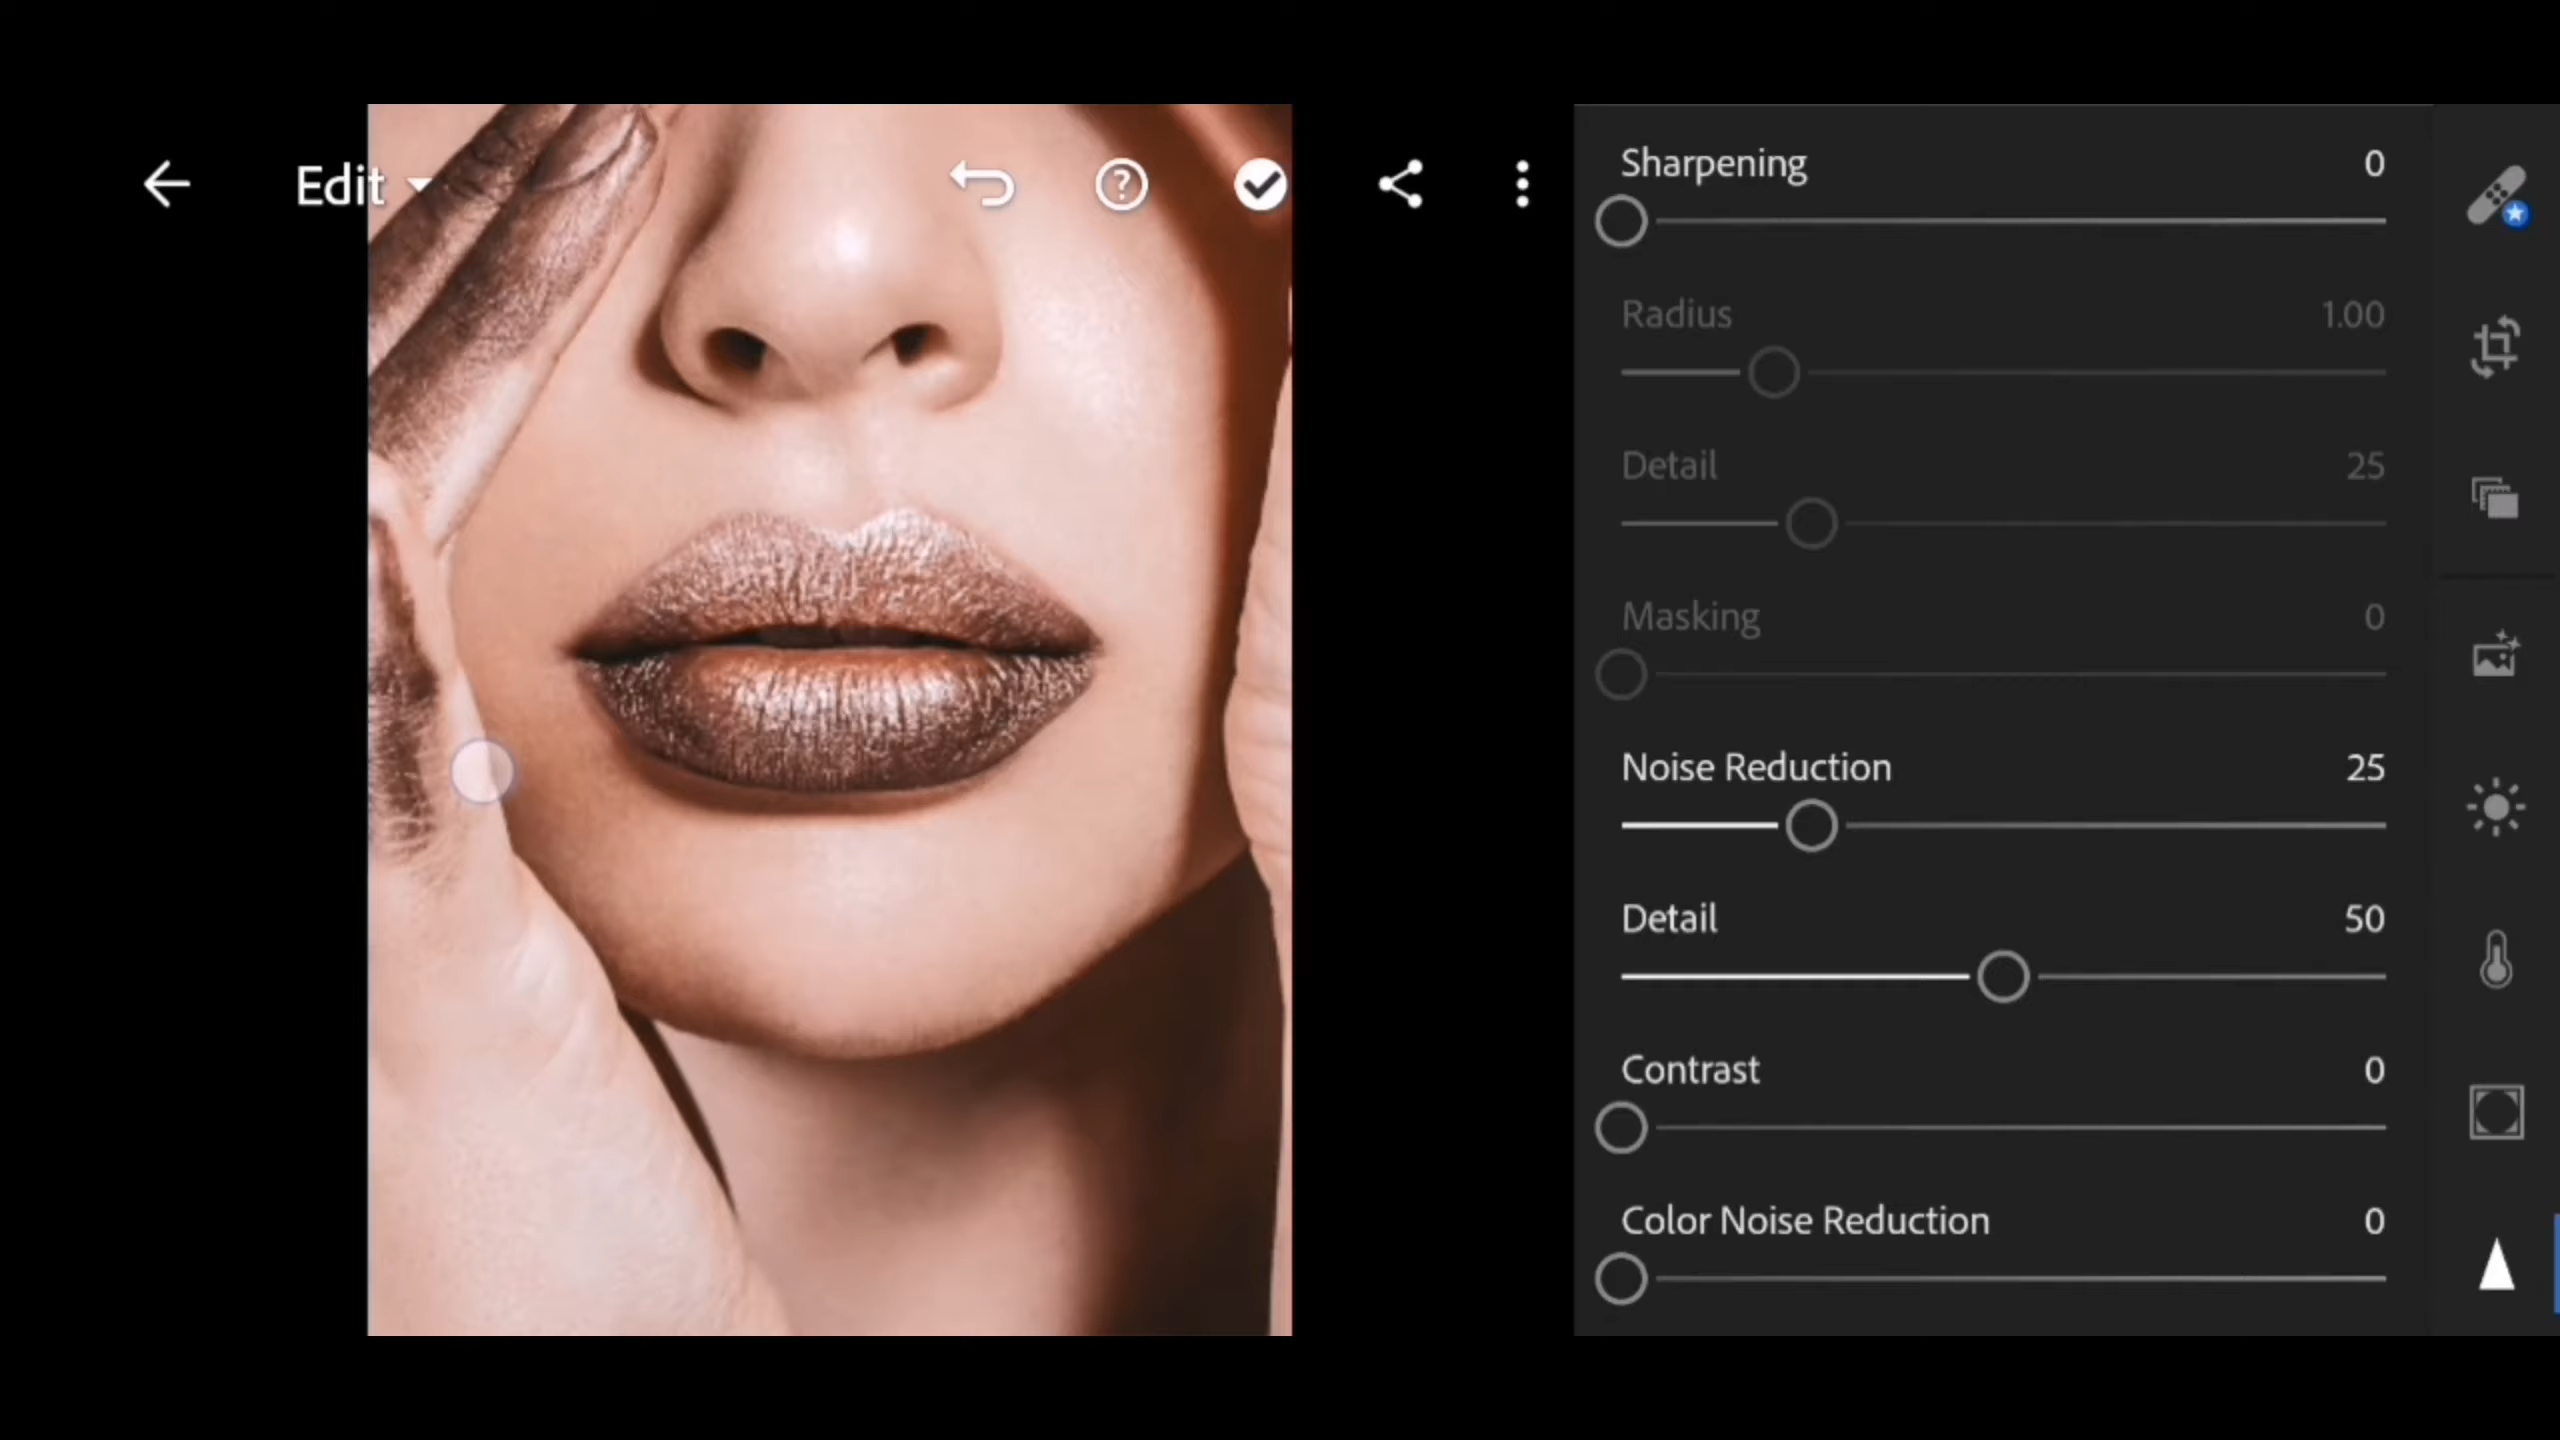 Edit
Sharpening 0
Radius 1.00
Detail 25
Masking 0
Noise Reduction 25
Detail 50
Contrast 0
Color Noise Reduction 0